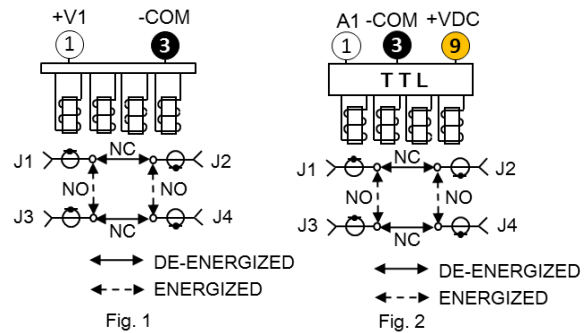 +V1 -COM
1 3
J1 NC J2
NO NO
J3 NC J4
DE-ENERGIZED
ENERGIZED
Fig. 1
A1 -COM +VDC
1 3 9
TTL
J1 NC J2
NO NO
J3 NC J4
DE-ENERGIZED
ENERGIZED
Fig. 2